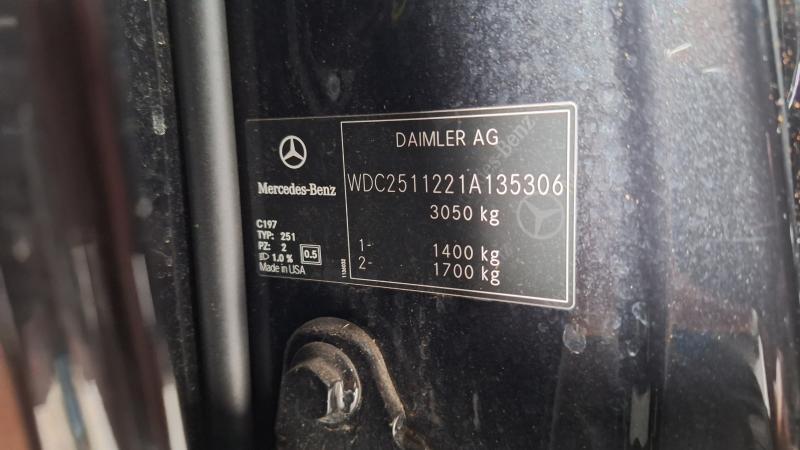 DAIMLER AG
Mercedes-Benz
WDC2511221A135306
3050 kg
1- 1400 kg
2- 1700 kg
C197
TYP: 251
PZ: 2
1.0 % 0.5
Made in USA